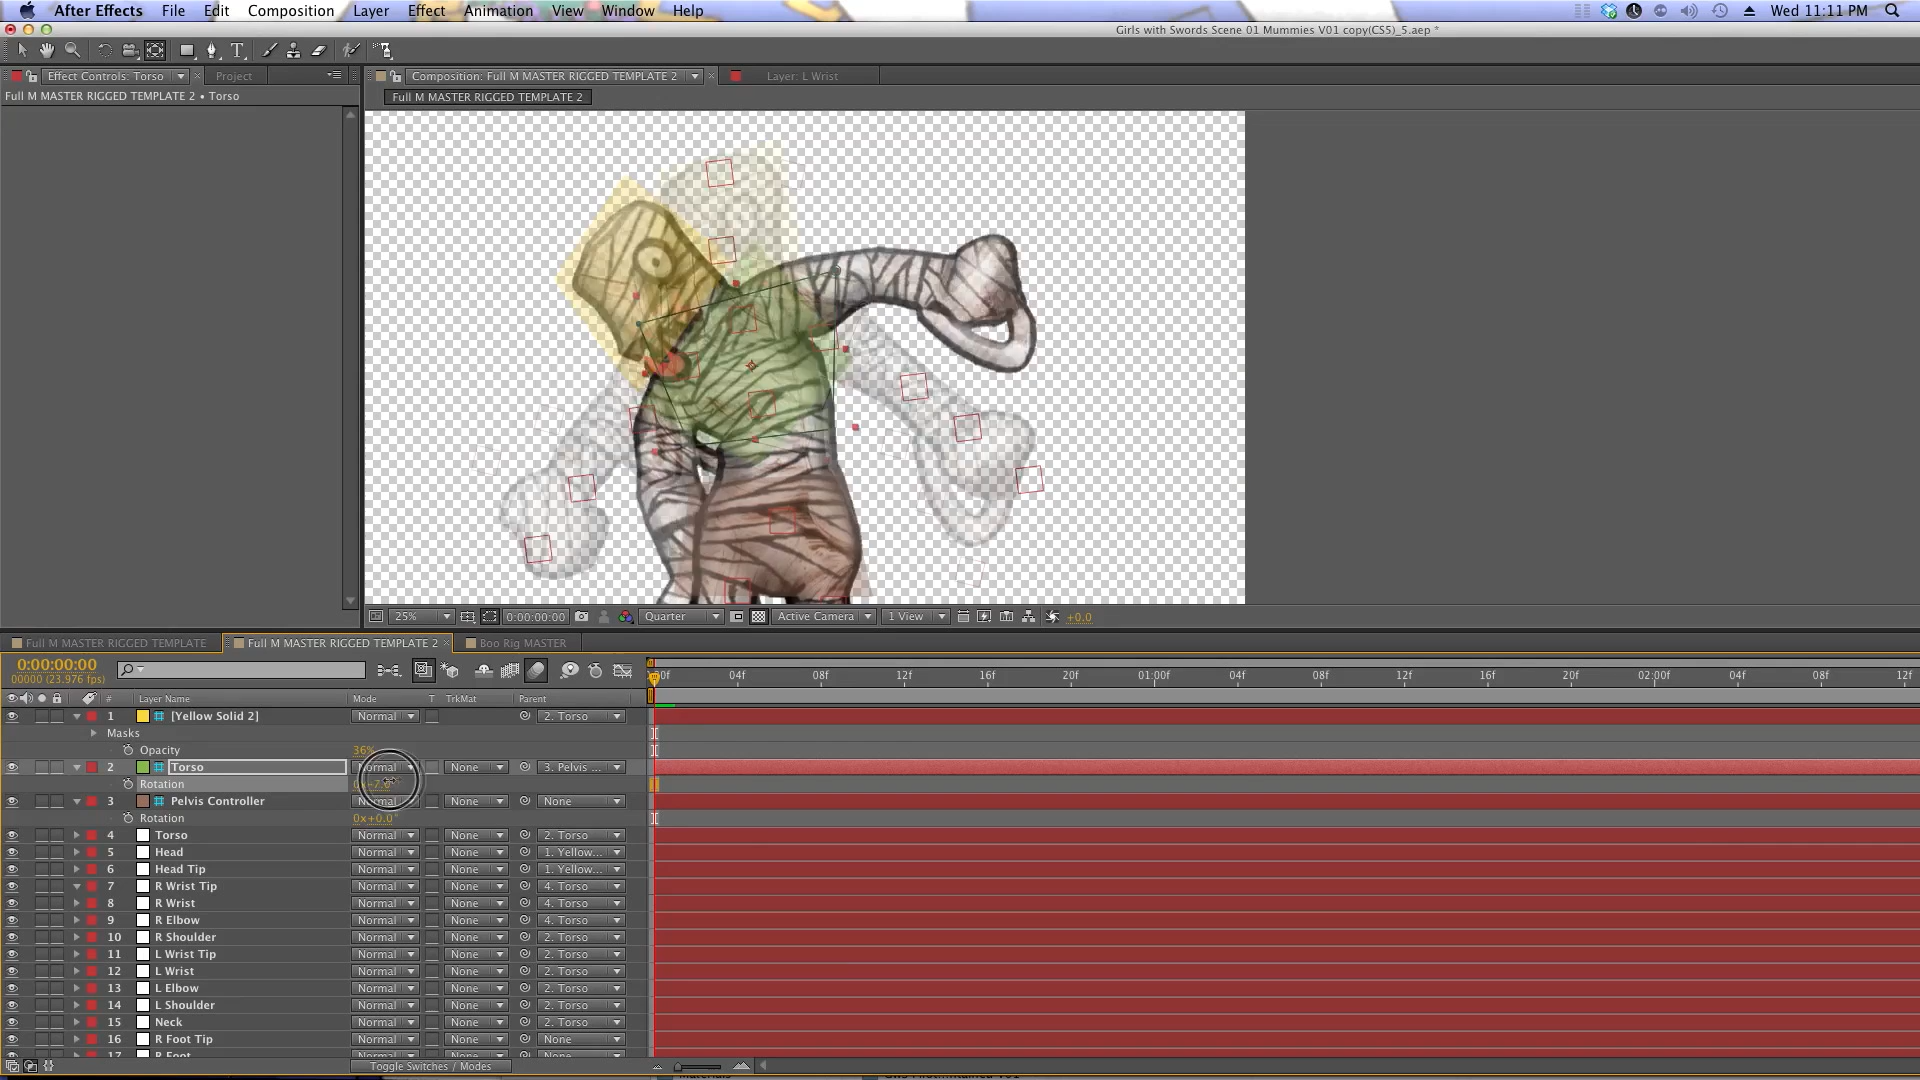 After Effects File Edit Composition Layer Effect Animation View Window Help Wed 11:11 PM
Girls with Swords Scene 01 Mummies V01 copy(CS5)_5.aep *
Effect Controls: Torso Project Composition: Full M MASTER RIGGED TEMPLATE 2 Layer: L Wrist
Full M MASTER RIGGED TEMPLATE 2 • Torso Full M MASTER RIGGED TEMPLATE 2
25% 0:00:00:00 Quarter Active Camera 1 View +0.0
Full M MASTER RIGGED TEMPLATE Full M MASTER RIGGED TEMPLATE 2 Boo Rig MASTER
0:00:00:00
00000 (23.976 fps) 00f 04f 08f 12f 16f 20f 01:00f 04f 08f 12f 16f 20f 02:00f 04f 08f 12f
# Layer Name Mode T TrkMat Parent
1 [Yellow Solid 2] Normal 2. Torso
Masks
Opacity 36%
2 Torso Normal None 3. Pelvis ...
Rotation
3 Pelvis Controller Normal None None
Rotation 0x+0.0°
4 Torso Normal None 2. Torso
5 Head Normal None 1. Yellow...
6 Head Tip Normal None 1. Yellow...
7 R Wrist Tip Normal None 4. Torso
8 R Wrist Normal None 4. Torso
9 R Elbow Normal None 4. Torso
10 R Shoulder Normal None 2. Torso
11 L Wrist Tip Normal None 2. Torso
12 L Wrist Normal None 2. Torso
13 L Elbow Normal None 2. Torso
14 L Shoulder Normal None 2. Torso
15 Neck Normal None 2. Torso
16 R Foot Tip Normal None None
17 R Foot Normal None None
Toggle Switches / Modes